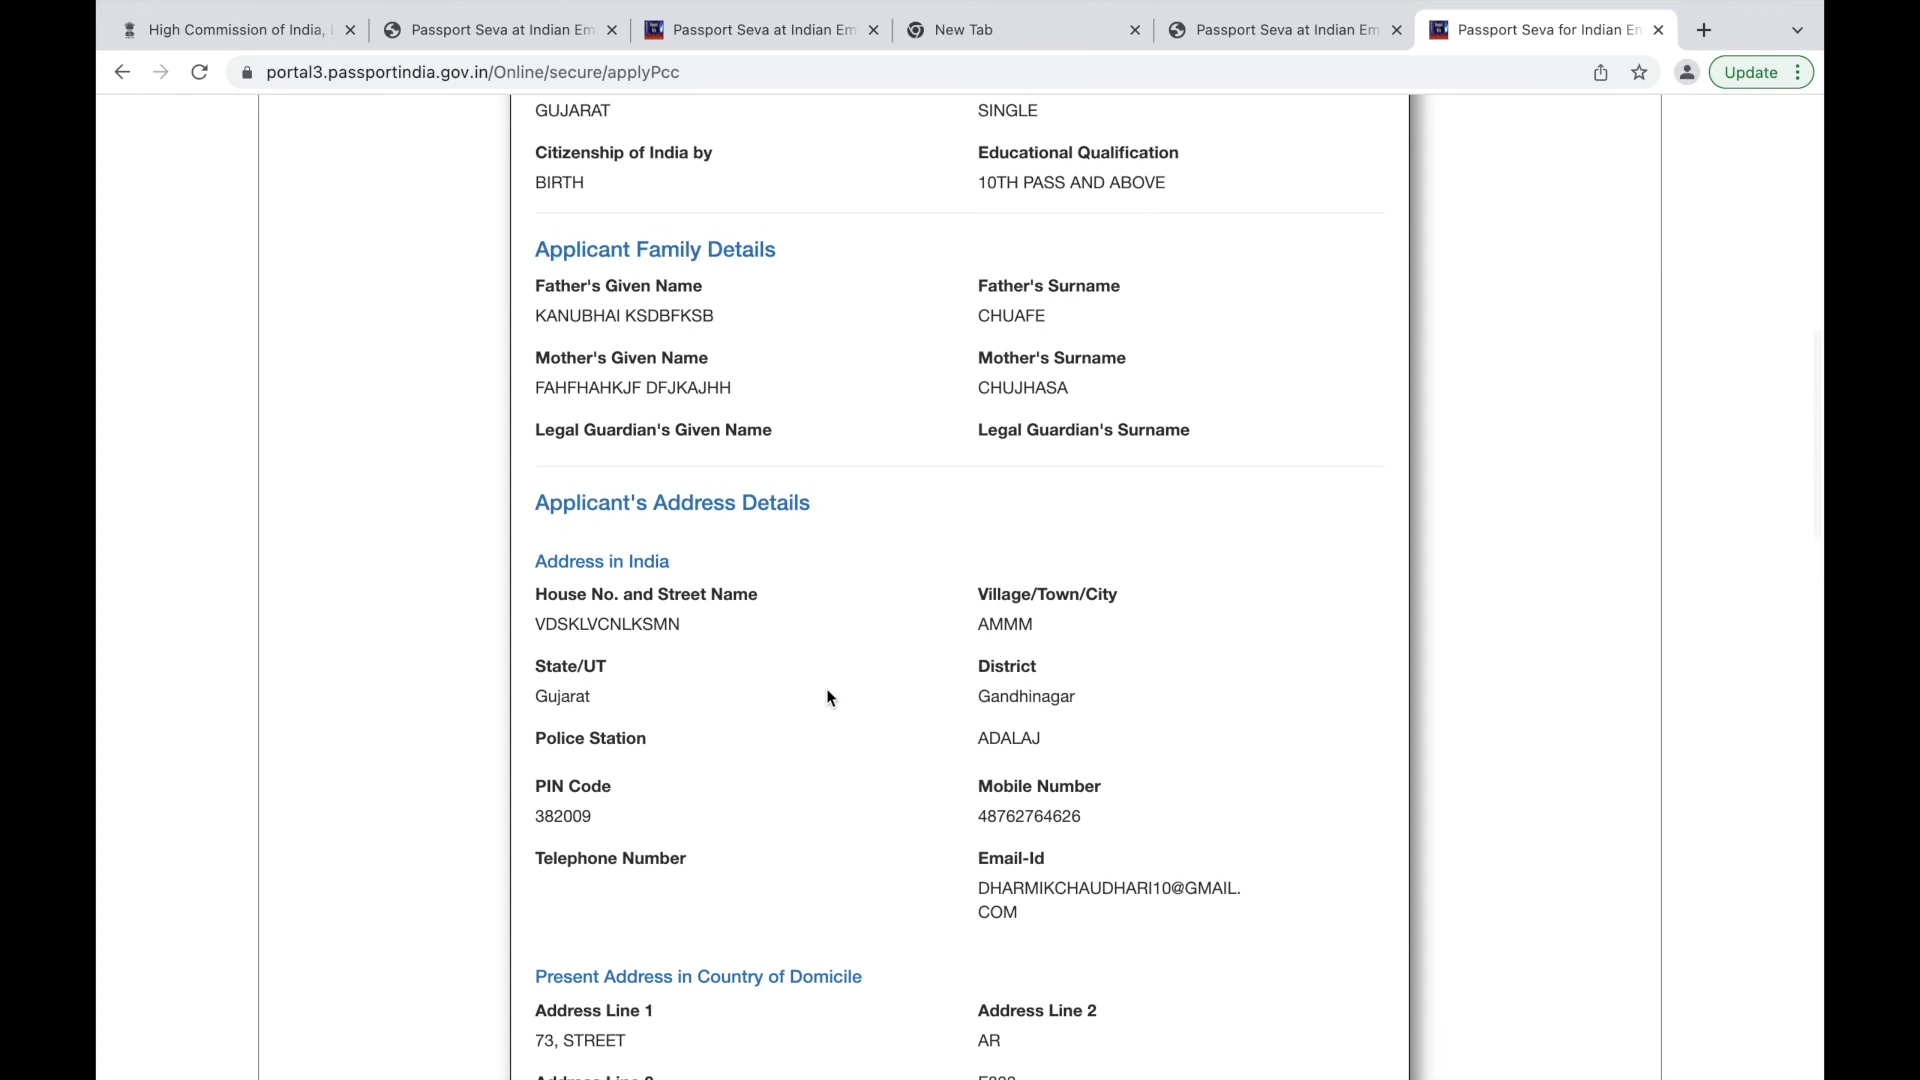 High Commission of India,
Passport Seva at Indian Em
Passport Seva at Indian Em
New Tab
Passport Seva at Indian Em
Passport Seva for Indian En
portal3.passportindia.gov.in/Online/secure/applyPcc
Update
GUJARAT
SINGLE
Citizenship of India by
Educational Qualification
BIRTH
10TH PASS AND ABOVE
Applicant Family Details
Father's Given Name
Father's Surname
KANUBHAI KSDBFKSB
CHUAFE
Mother's Given Name
Mother's Surname
FAHFHAHKJF DFJKAJHH
CHUJHASA
Legal Guardian's Given Name
Legal Guardian's Surname
Applicant's Address Details
Address in India
House No. and Street Name
Village/Town/City
VDSKLVCNLKSMN
AMMM
State/UT
District
Gujarat
Gandhinagar
Police Station
ADALAJ
PIN Code
Mobile Number
382009
48762764626
Telephone Number
Email-Id
DHARMIKCHAUDHARI10@GMAIL.
COM
Present Address in Country of Domicile
Address Line 1
Address Line 2
73, STREET
AR